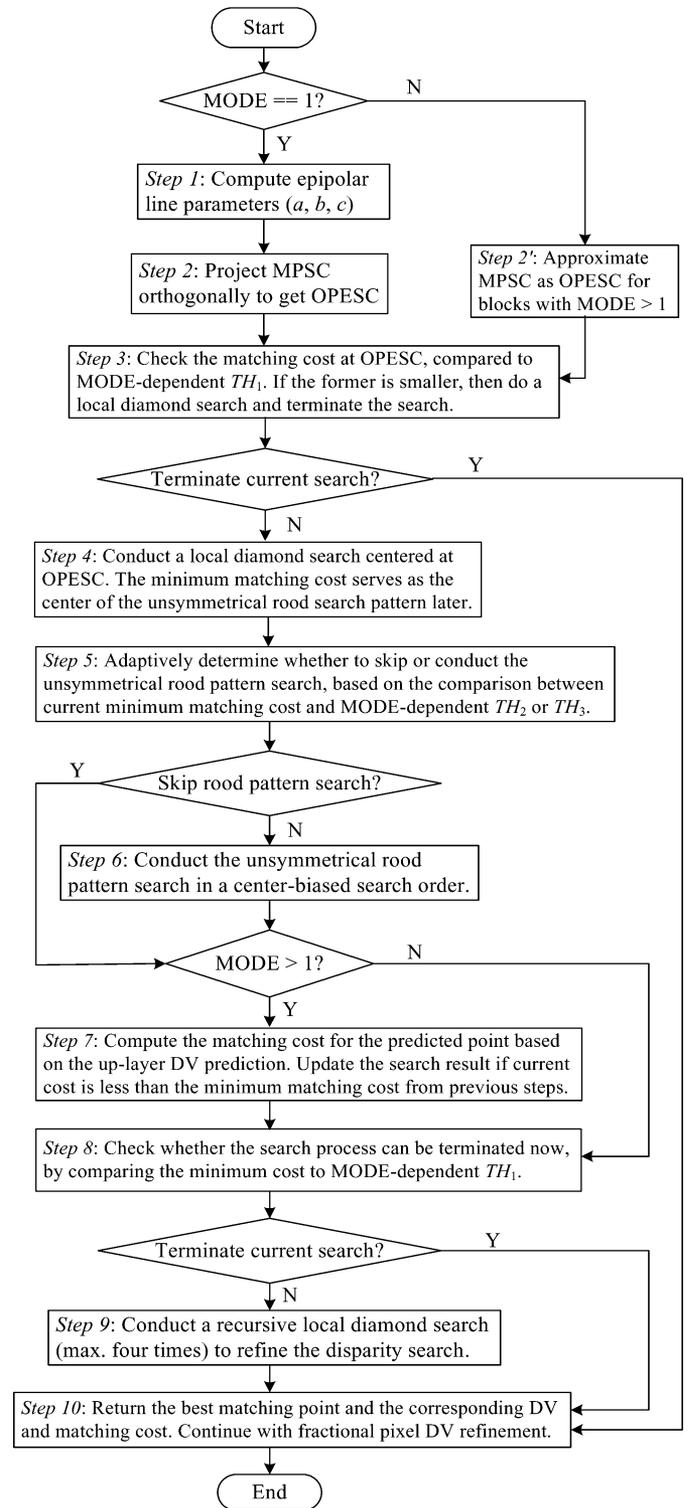 Start
MODE == 1?
N
Y
Step 1: Compute epipolar
line parameters (a, b, c)
Step 2: Project MPSC
orthogonally to get OPESC
Step 2′: Approximate
MPSC as OPESC for
blocks with MODE > 1
Step 3: Check the matching cost at OPESC, compared to
MODE-dependent TH₁. If the former is smaller, then do a
local diamond search and terminate the search.
Terminate current search?
Y
N
Step 4: Conduct a local diamond search centered at
OPESC. The minimum matching cost serves as the
center of the unsymmetrical rood search pattern later.
Step 5: Adaptively determine whether to skip or conduct the
unsymmetrical rood pattern search, based on the comparison between
current minimum matching cost and MODE-dependent TH₂ or TH₃.
Y
Skip rood pattern search?
N
Step 6: Conduct the unsymmetrical rood
pattern search in a center-biased search order.
MODE > 1?
N
Y
Step 7: Compute the matching cost for the predicted point based
on the up-layer DV prediction. Update the search result if current
cost is less than the minimum matching cost from previous steps.
Step 8: Check whether the search process can be terminated now,
by comparing the minimum cost to MODE-dependent TH₁.
Terminate current search?
Y
N
Step 9: Conduct a recursive local diamond search
(max. four times) to refine the disparity search.
Step 10: Return the best matching point and the corresponding DV
and matching cost. Continue with fractional pixel DV refinement.
End